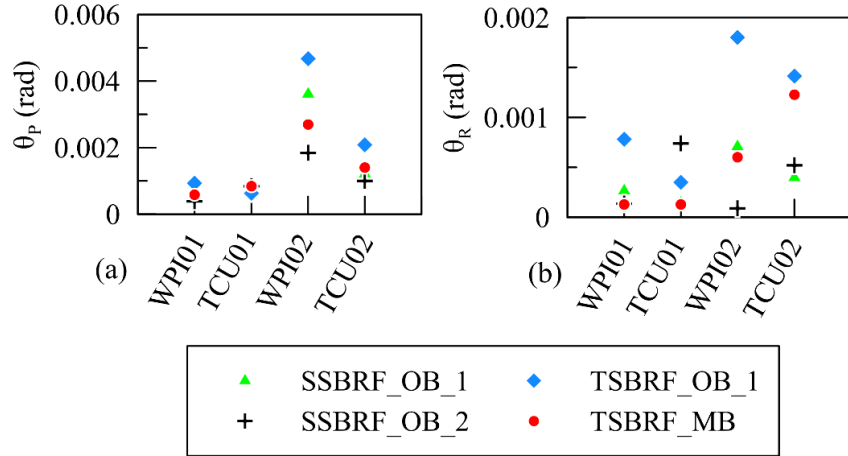 0.006
0.004
0.002
0
θP (rad)
WPI01
TCU01
WPI02
TCU02
(a)
0.002
0.001
0
θR (rad)
WPI01
TCU01
WPI02
TCU02
(b)
SSBRF_OB_1
TSBRF_OB_1
SSBRF_OB_2
TSBRF_MB